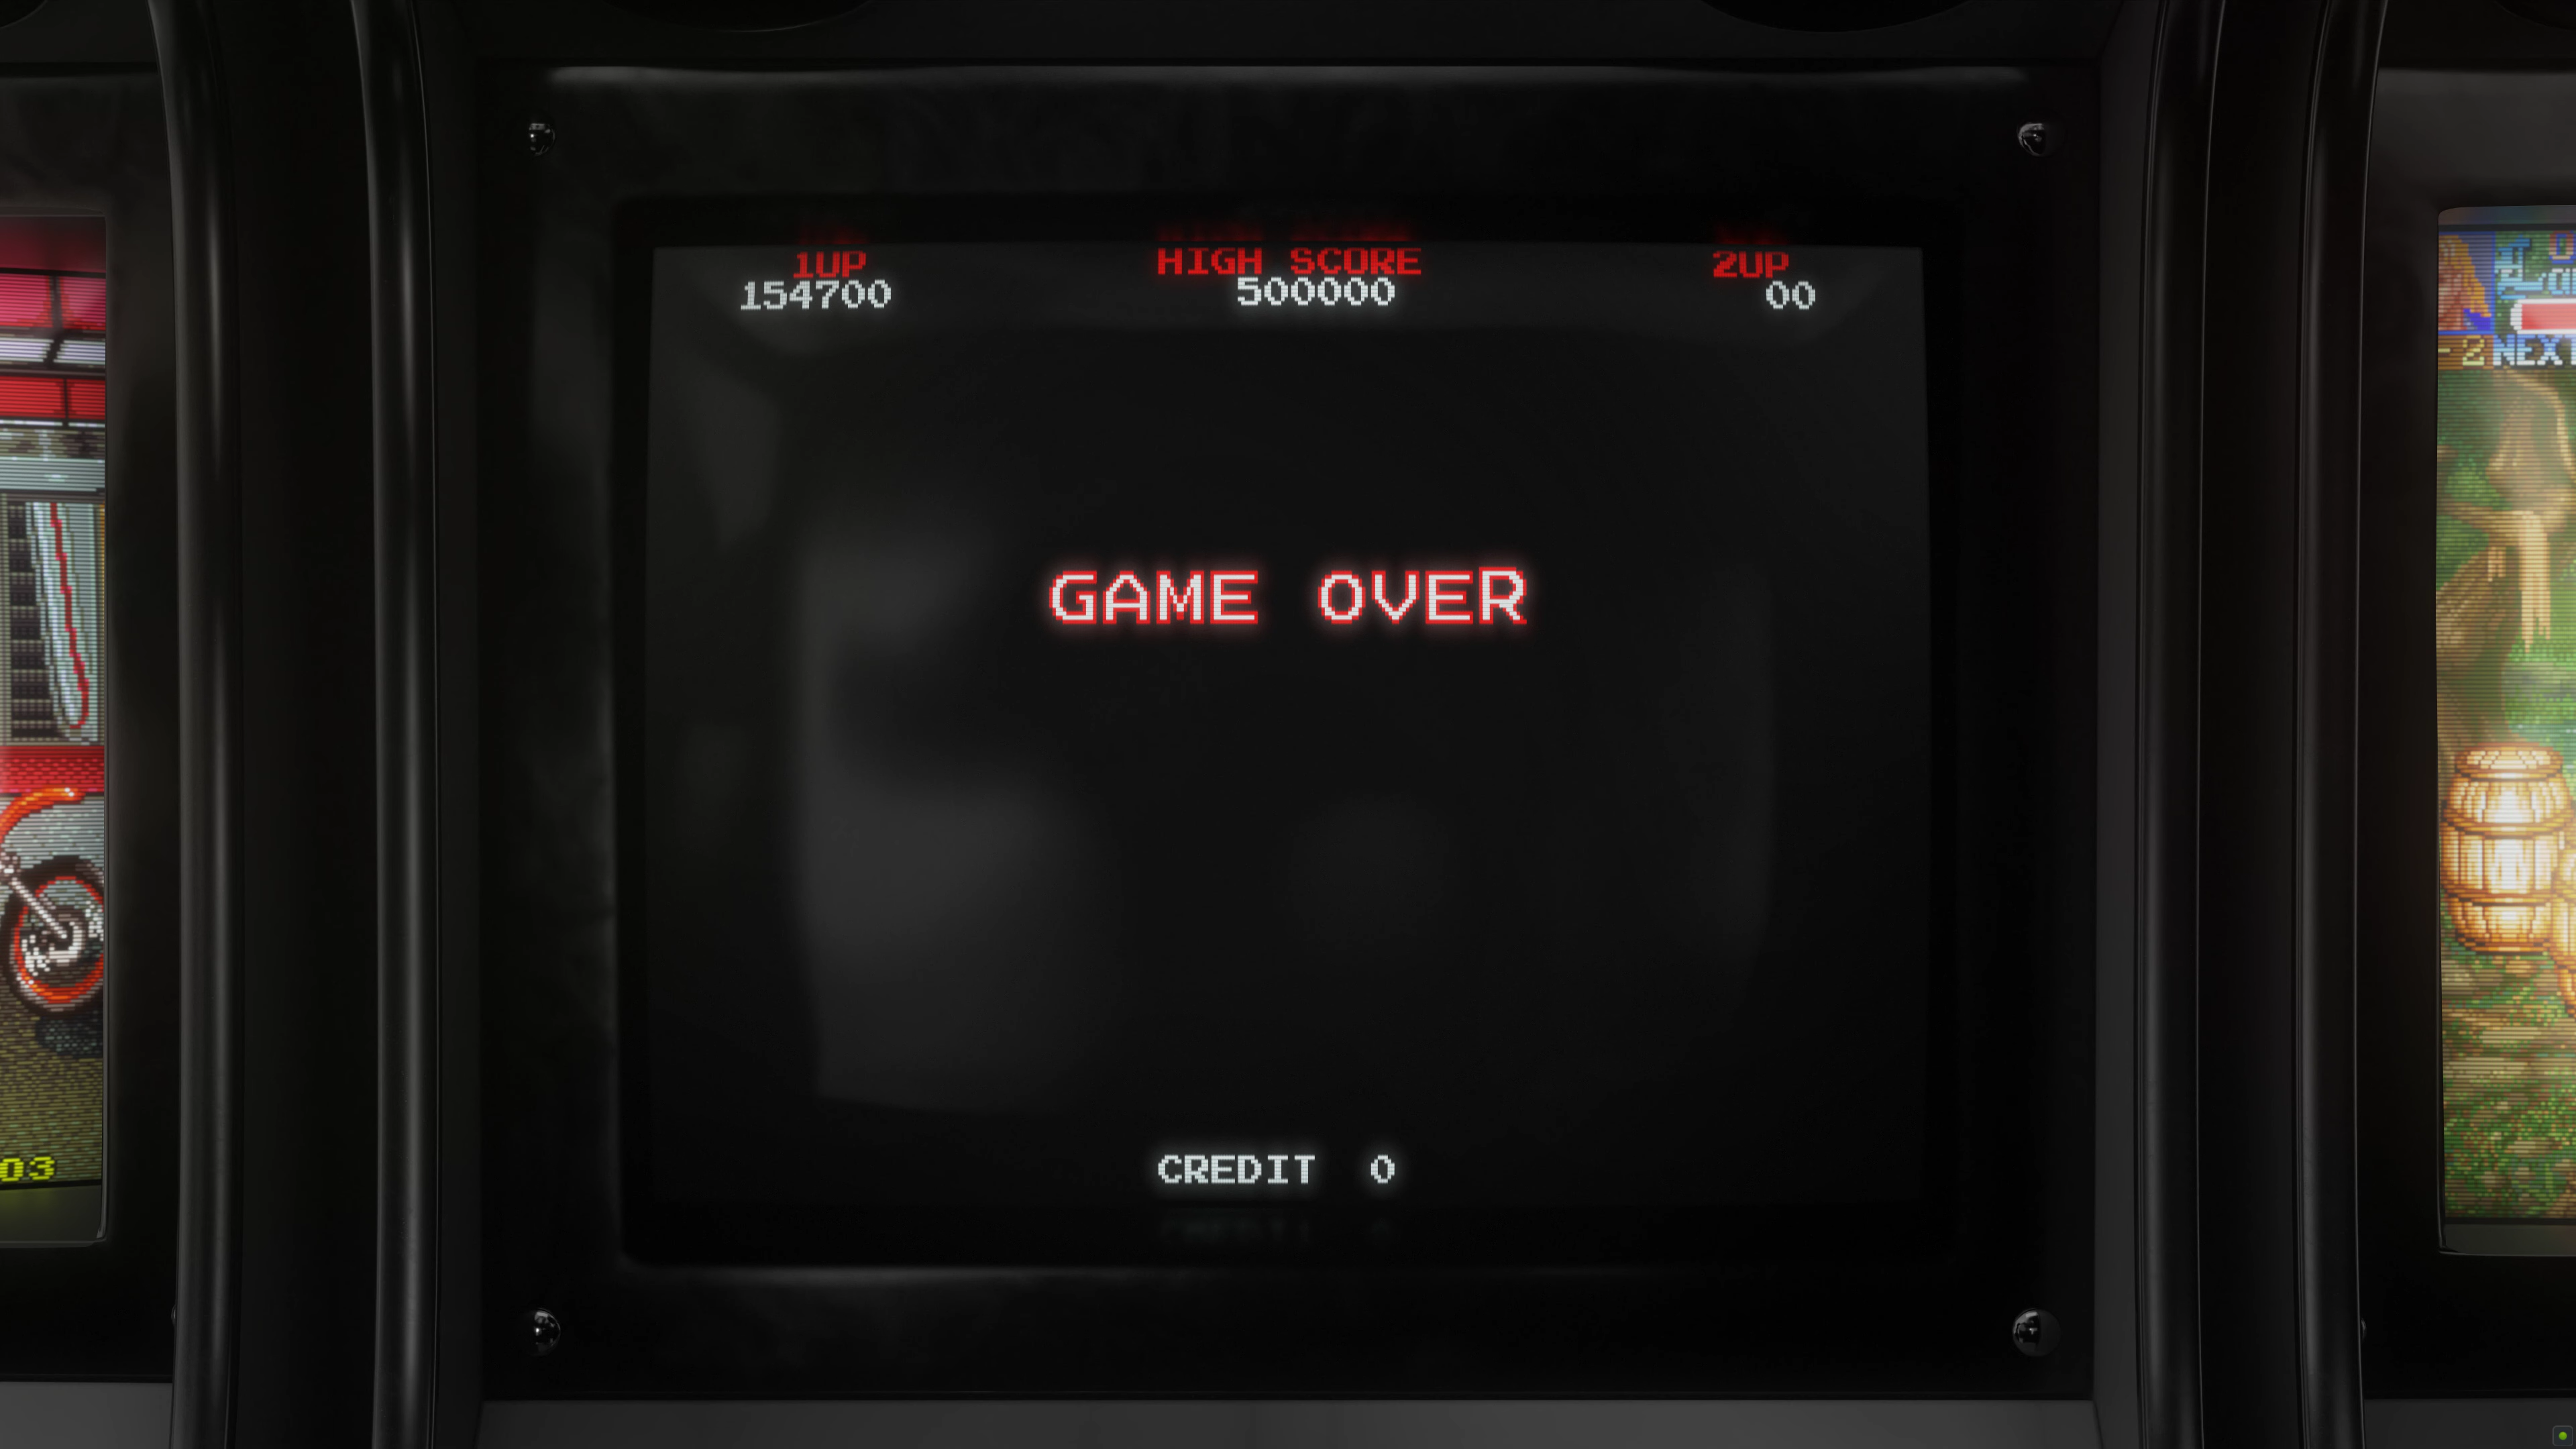 1UP HIGH SCORE 2UP
154700 500000 00
- 2 NEXT
GAME OVER
03
CREDIT 0